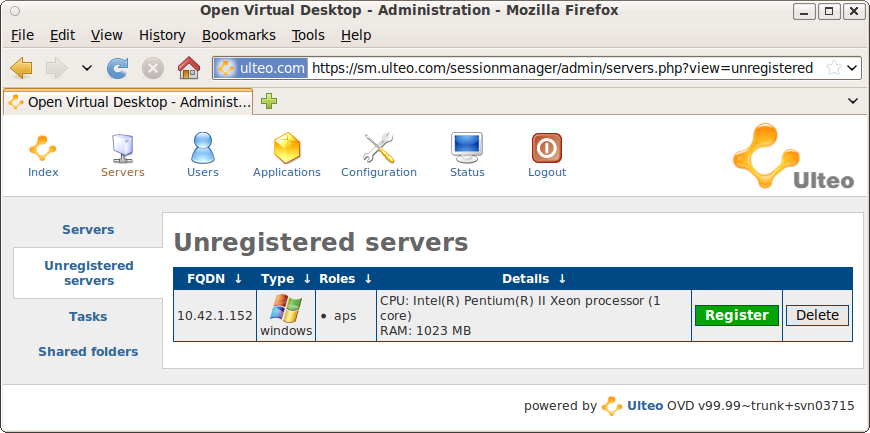 Open Virtual Desktop - Administration - Mozilla Firefox
File Edit View History Bookmarks Tools Help
ulteo.com https://sm.ulteo.com/sessionmanager/admin/servers.php?view=unregistered
Open Virtual Desktop - Administ...
Index Servers Users Applications Configuration Status Logout
Ulteo
Servers
Unregistered
servers
Tasks
Shared folders
Unregistered servers
FQDN ↓ Type ↓ Roles ↓ Details ↓
10.42.1.152 windows • aps CPU: Intel(R) Pentium(R) II Xeon processor (1
core)
RAM: 1023 MB
Register Delete
powered by Ulteo OVD v99.99~trunk+svn03715